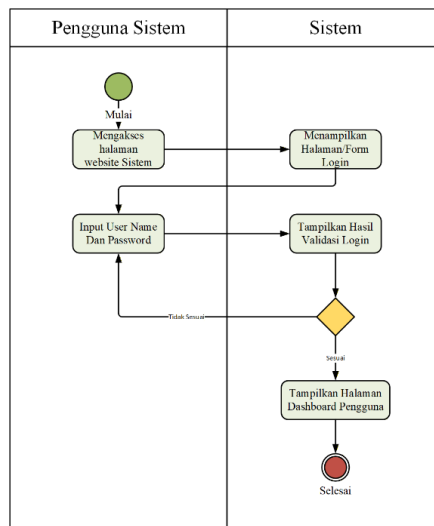 Pengguna Sistem
Sistem
Mulai
Mengakses
halaman
website Sistem
Menampilkan
Halaman/Form
Login
Input User Name
Dan Password
Tampilkan Hasil
Validasi Login
Tidak Sesuai
Sesuai
Tampilkan Halaman
Dashboard Pengguna
Selesai